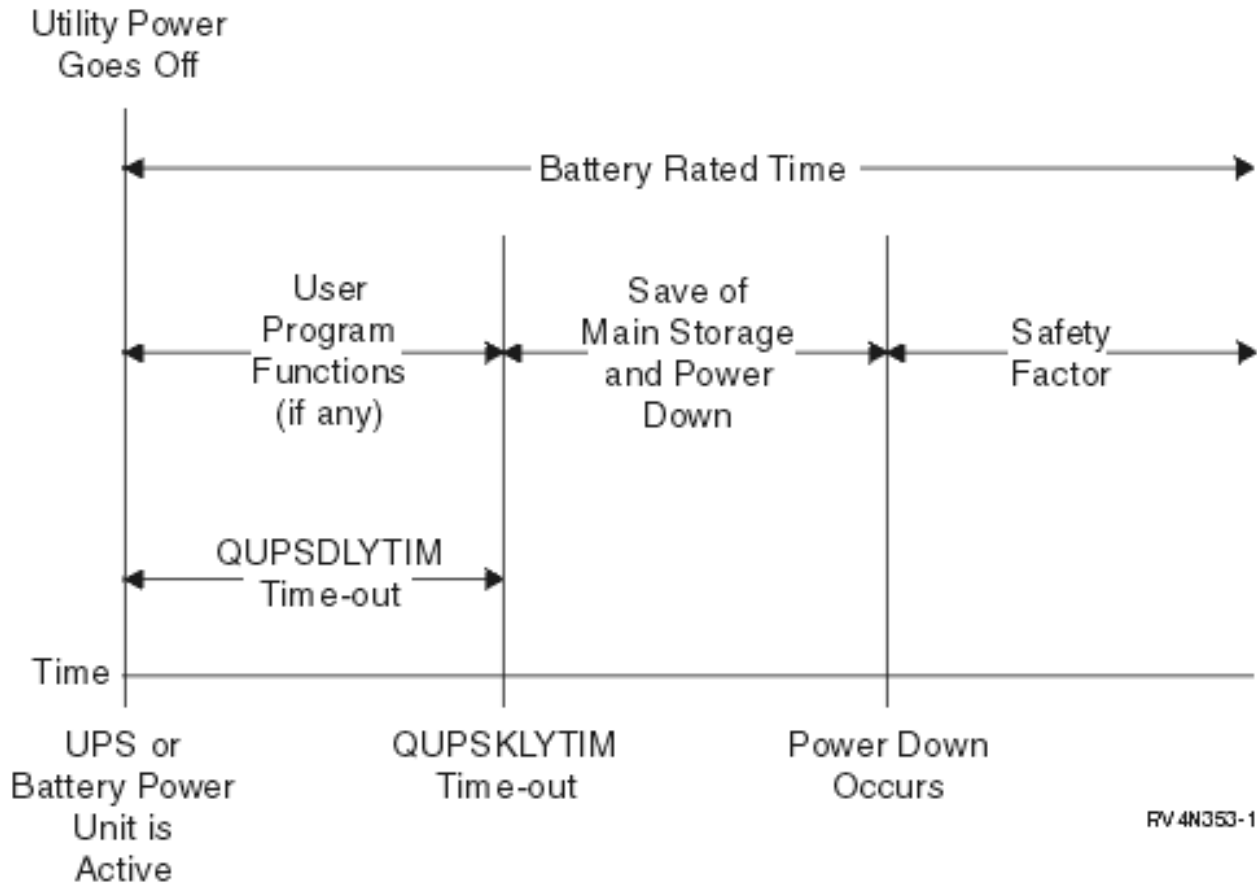 Utility Power
Goes Off
Battery Rated Time
User
Program
Functions
(if any)
Save of
Main Storage
and Power
Down
Safety
Factor
QUPSDLYTIM
Time-out
Time
UPS or
Battery Power
Unit is
Active
QUPSKLYTIM
Time-out
Power Down
Occurs
RV4N353-1